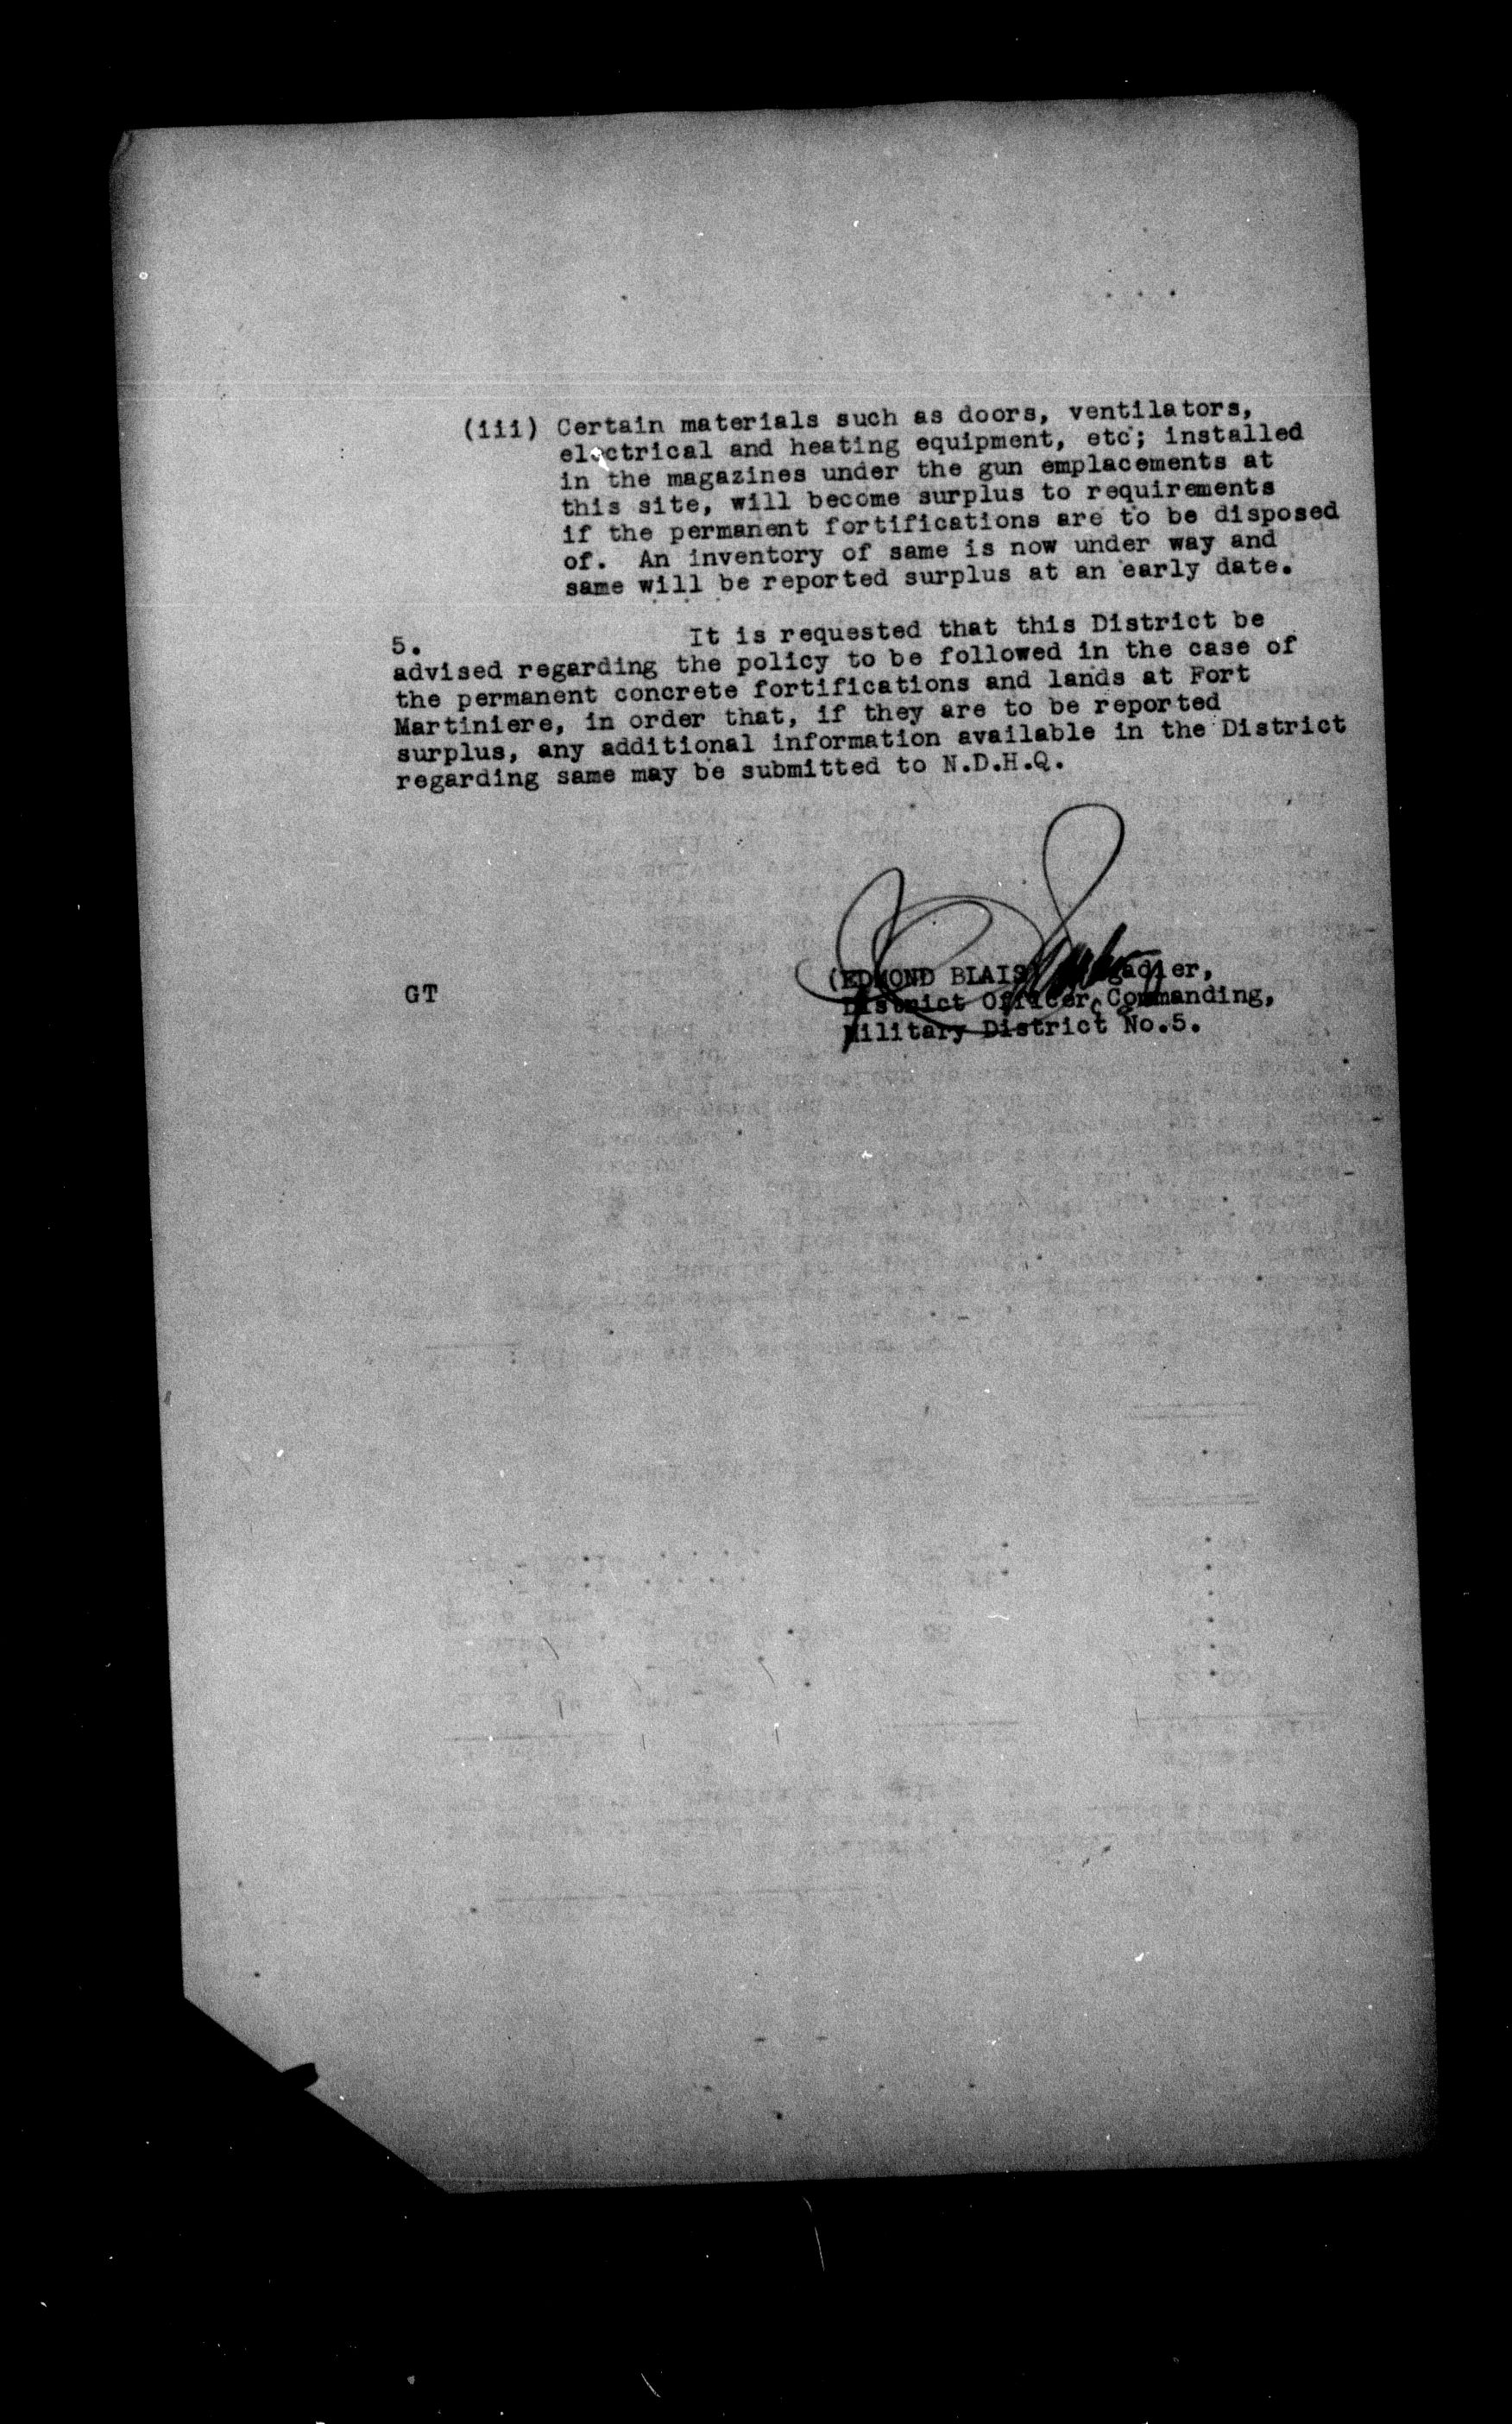 (iii) Certain materials such as doors, ventilators,
electrical and heating equipment, etc; installed
in the magazines under the gun emplacements at
this site, will become surplus to requirements
if the permanent fortifications are to be disposed
of. An inventory of same is now under way and
same will be reported surplus at an early date.
5. It is requested that this District be
advised regarding the policy to be followed in the case of
the permanent concrete fortifications and lands at Fort
Martiniere, in order that, if they are to be reported
surplus, any additional information available in the District
regarding same may be submitted to N.D.H.Q.
GT
(EDMOND BLAIS) Brigadier,
District Officer Commanding,
Military District No.5.